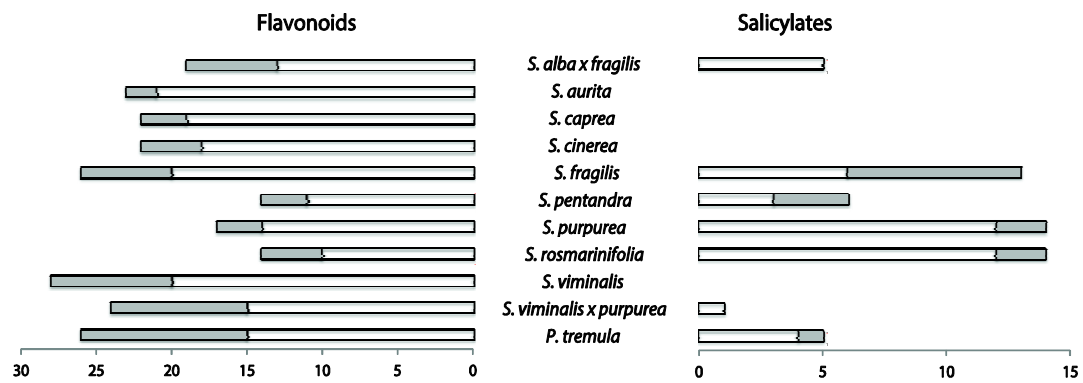 Flavonoids Salicylates
S. alba x fragilis
S. aurita
S. caprea
S. cinerea
S. fragilis
S. pentandra
S. purpurea
S. rosmarinifolia
S. viminalis
S. viminalis x purpurea
P. tremula
30 25 20 15 10 5 0 0 5 10 15